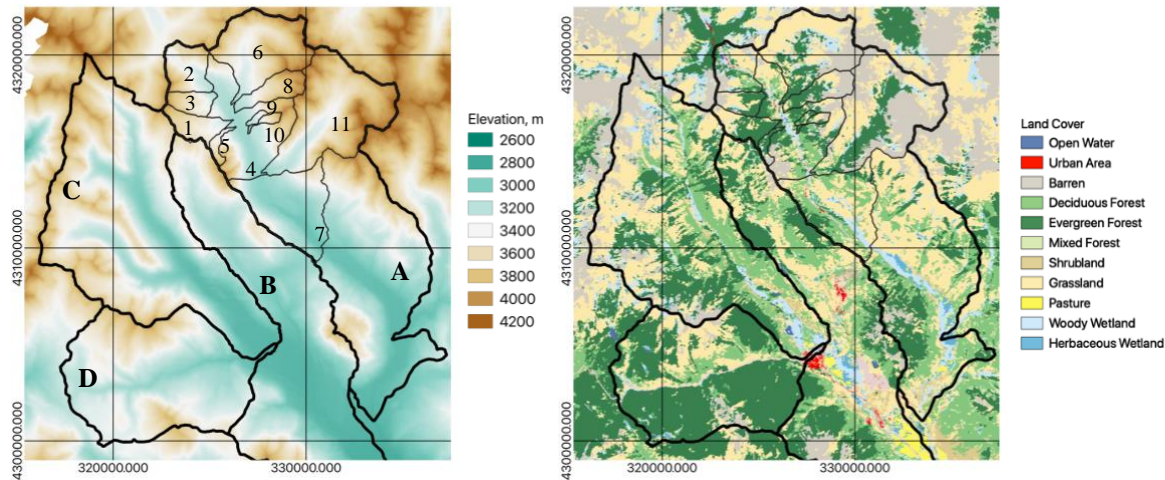 4320000.000
4310000.000
4300000.000
320000.000
330000.000
1
2
3
4
5
6
7
8
9
10
11
A
B
C
D
Elevation, m
2600
2800
3000
3200
3400
3600
3800
4000
4200
4320000.000
4310000.000
4300000.000
320000.000
330000.000
Land Cover
Open Water
Urban Area
Barren
Deciduous Forest
Evergreen Forest
Mixed Forest
Shrubland
Grassland
Pasture
Woody Wetland
Herbaceous Wetland